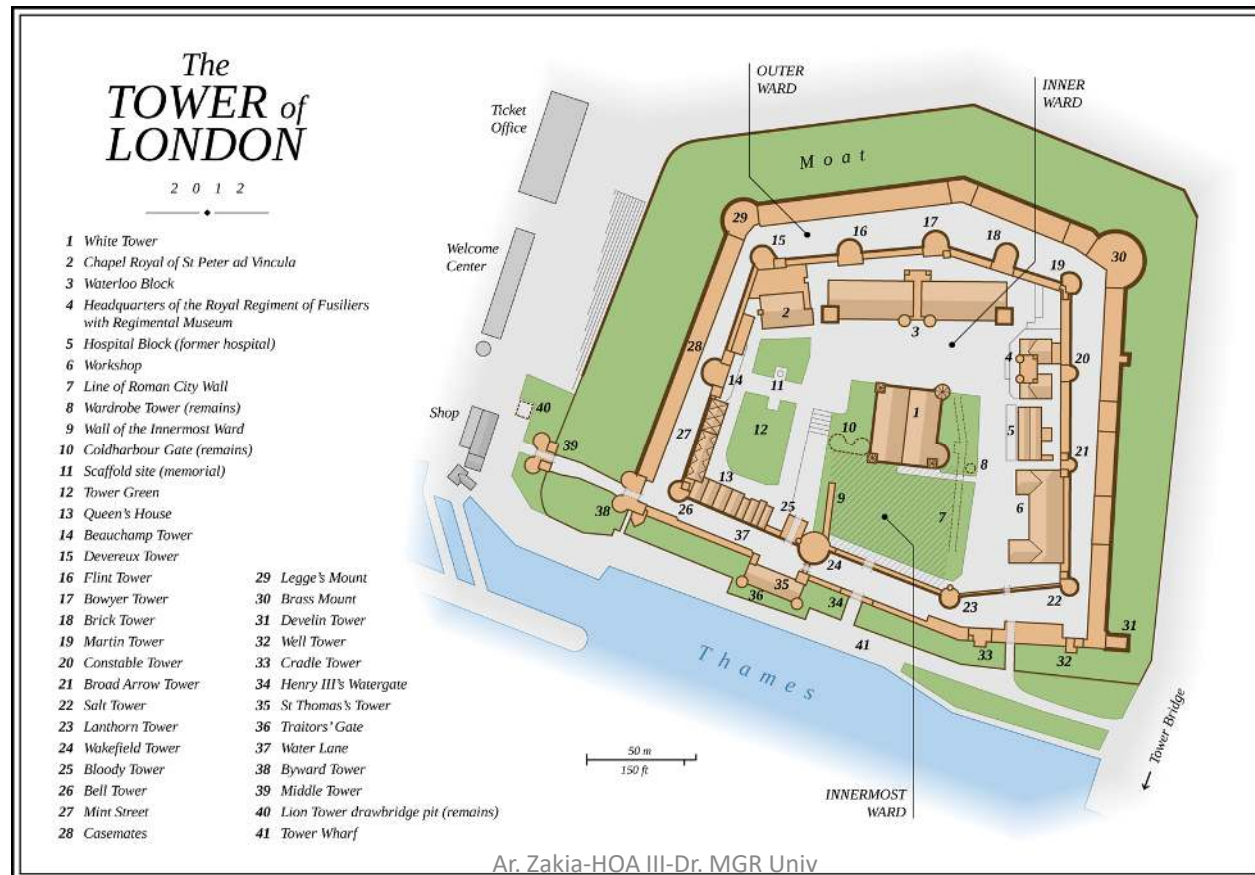 The
TOWER of
LONDON
2012
1 White Tower
2 Chapel Royal of St Peter ad Vincula
3 Waterloo Block
4 Headquarters of the Royal Regiment of Fusiliers
with Regimental Museum
5 Hospital Block (former hospital)
6 Workshop
7 Line of Roman City Wall
8 Wardrobe Tower (remains)
9 Wall of the Innermost Ward
10 Coldharbour Gate (remains)
11 Scaffold site (memorial)
12 Tower Green
13 Queen's House
14 Beauchamp Tower
15 Devereux Tower
16 Flint Tower
17 Bowyer Tower
18 Brick Tower
19 Martin Tower
20 Constable Tower
21 Broad Arrow Tower
22 Salt Tower
23 Lanthorn Tower
24 Wakefield Tower
25 Bloody Tower
26 Bell Tower
27 Mint Street
28 Casemates
29 Legge's Mount
30 Brass Mount
31 Develin Tower
32 Well Tower
33 Cradle Tower
34 Henry III's Watergate
35 St Thomas's Tower
36 Traitors' Gate
37 Water Lane
38 Byward Tower
39 Middle Tower
40 Lion Tower drawbridge pit (remains)
41 Tower Wharf
OUTER
WARD
INNER
WARD
Ticket
Office
Moat
Welcome
Center
Shop
29
15
16
17
18
19
30
2
3
28
14
11
4
20
40
39
27
12
10
1
5
8
21
13
9
7
6
26
25
38
37
24
35
36
34
23
22
31
41
33
32
Thames
50 m
150 ft
INNERMOST
WARD
← Tower Bridge
Ar. Zakia-HOA III-Dr. MGR Univ